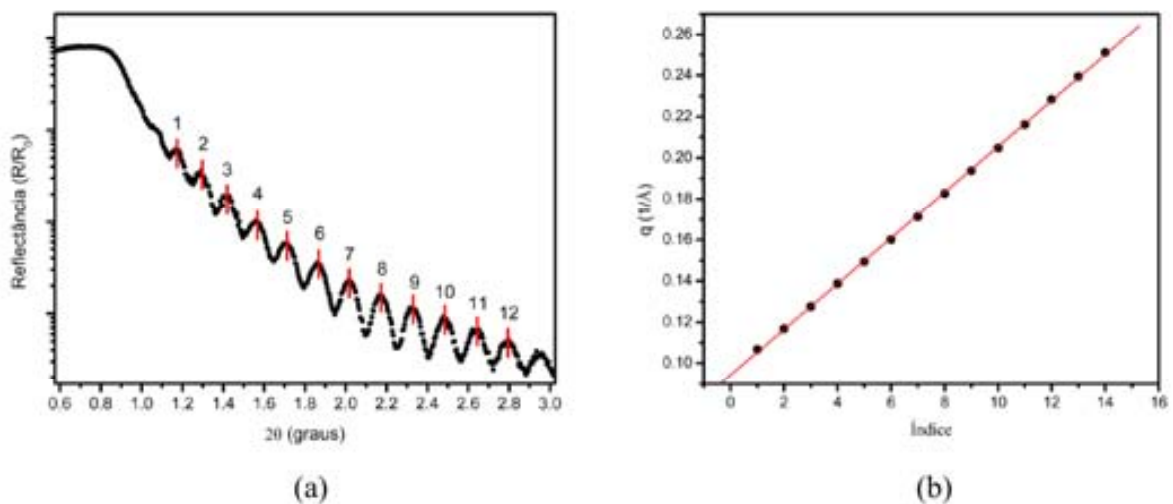 Reflectância (R/R₀)
1
2
3
4
5
6
7
8
9
10
11
12
0.6 0.8 1.0 1.2 1.4 1.6 1.8 2.0 2.2 2.4 2.6 2.8 3.0
2θ (graus)
(a)
q (1/Å)
0.26
0.24
0.22
0.20
0.18
0.16
0.14
0.12
0.10
0 2 4 6 8 10 12 14 16
Índice
(b)